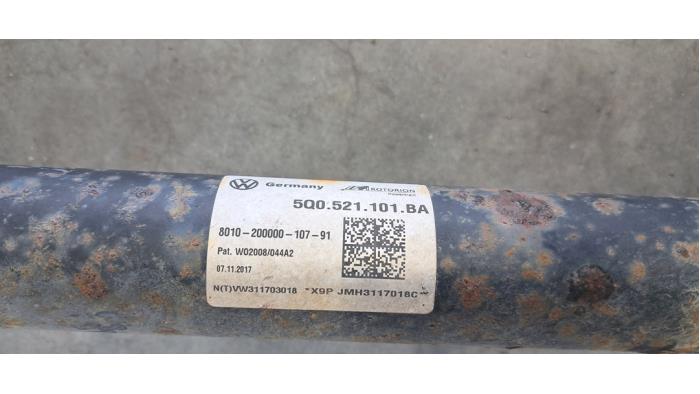 VW Germany ROTORION
5Q0.521.101.BA
8010-200000-107-91
Pat. WO2008/044A2
07.11.2017
N(T)VW311703018 *X9P JMH3117018C*